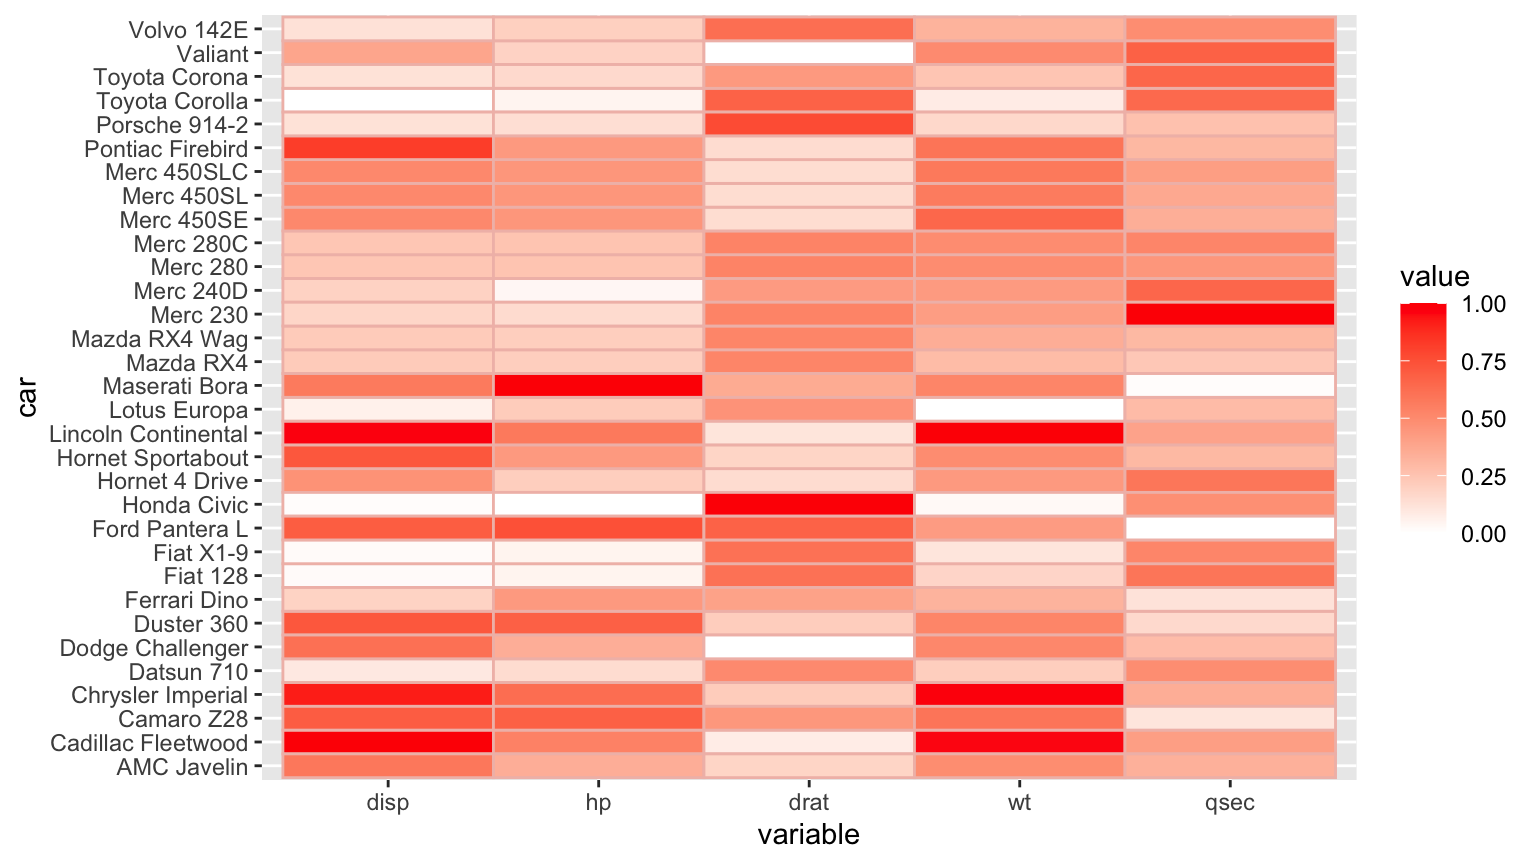 car
Volvo 142E
Valiant
Toyota Corona
Toyota Corolla
Porsche 914-2
Pontiac Firebird
Merc 450SLC
Merc 450SL
Merc 450SE
Merc 280C
Merc 280
Merc 240D
Merc 230
Mazda RX4 Wag
Mazda RX4
Maserati Bora
Lotus Europa
Lincoln Continental
Hornet Sportabout
Hornet 4 Drive
Honda Civic
Ford Pantera L
Fiat X1-9
Fiat 128
Ferrari Dino
Duster 360
Dodge Challenger
Datsun 710
Chrysler Imperial
Camaro Z28
Cadillac Fleetwood
AMC Javelin
disp hp drat wt qsec
variable
value
1.00
0.75
0.50
0.25
0.00